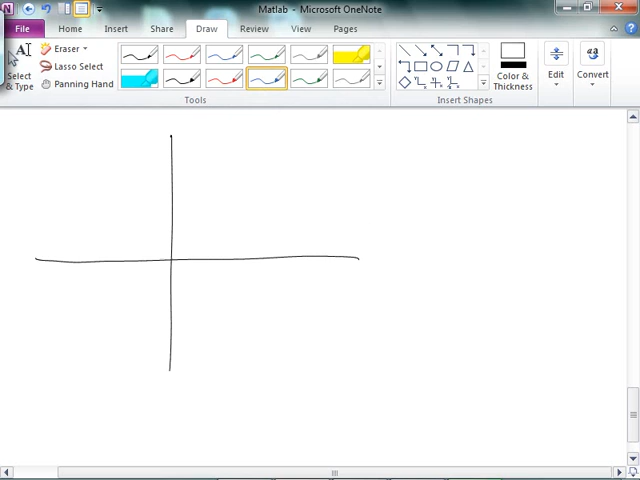 Matlab - Microsoft OneNote
File Home Insert Share Draw Review View Pages
Select & Type
Eraser
Lasso Select
Panning Hand
Color & Thickness
Edit
Convert
Tools
Insert Shapes